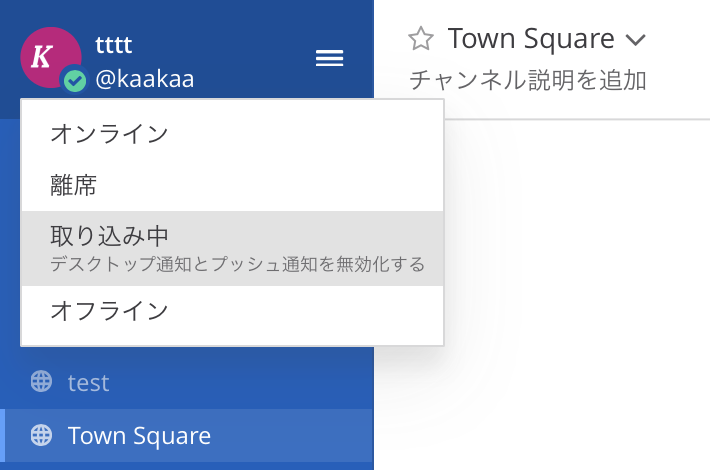 K
tttt
@kaakaa
オンライン
離席
取り込み中
デスクトップ通知とプッシュ通知を無効化する
オフライン
test
Town Square
Town Square
チャンネル説明を追加